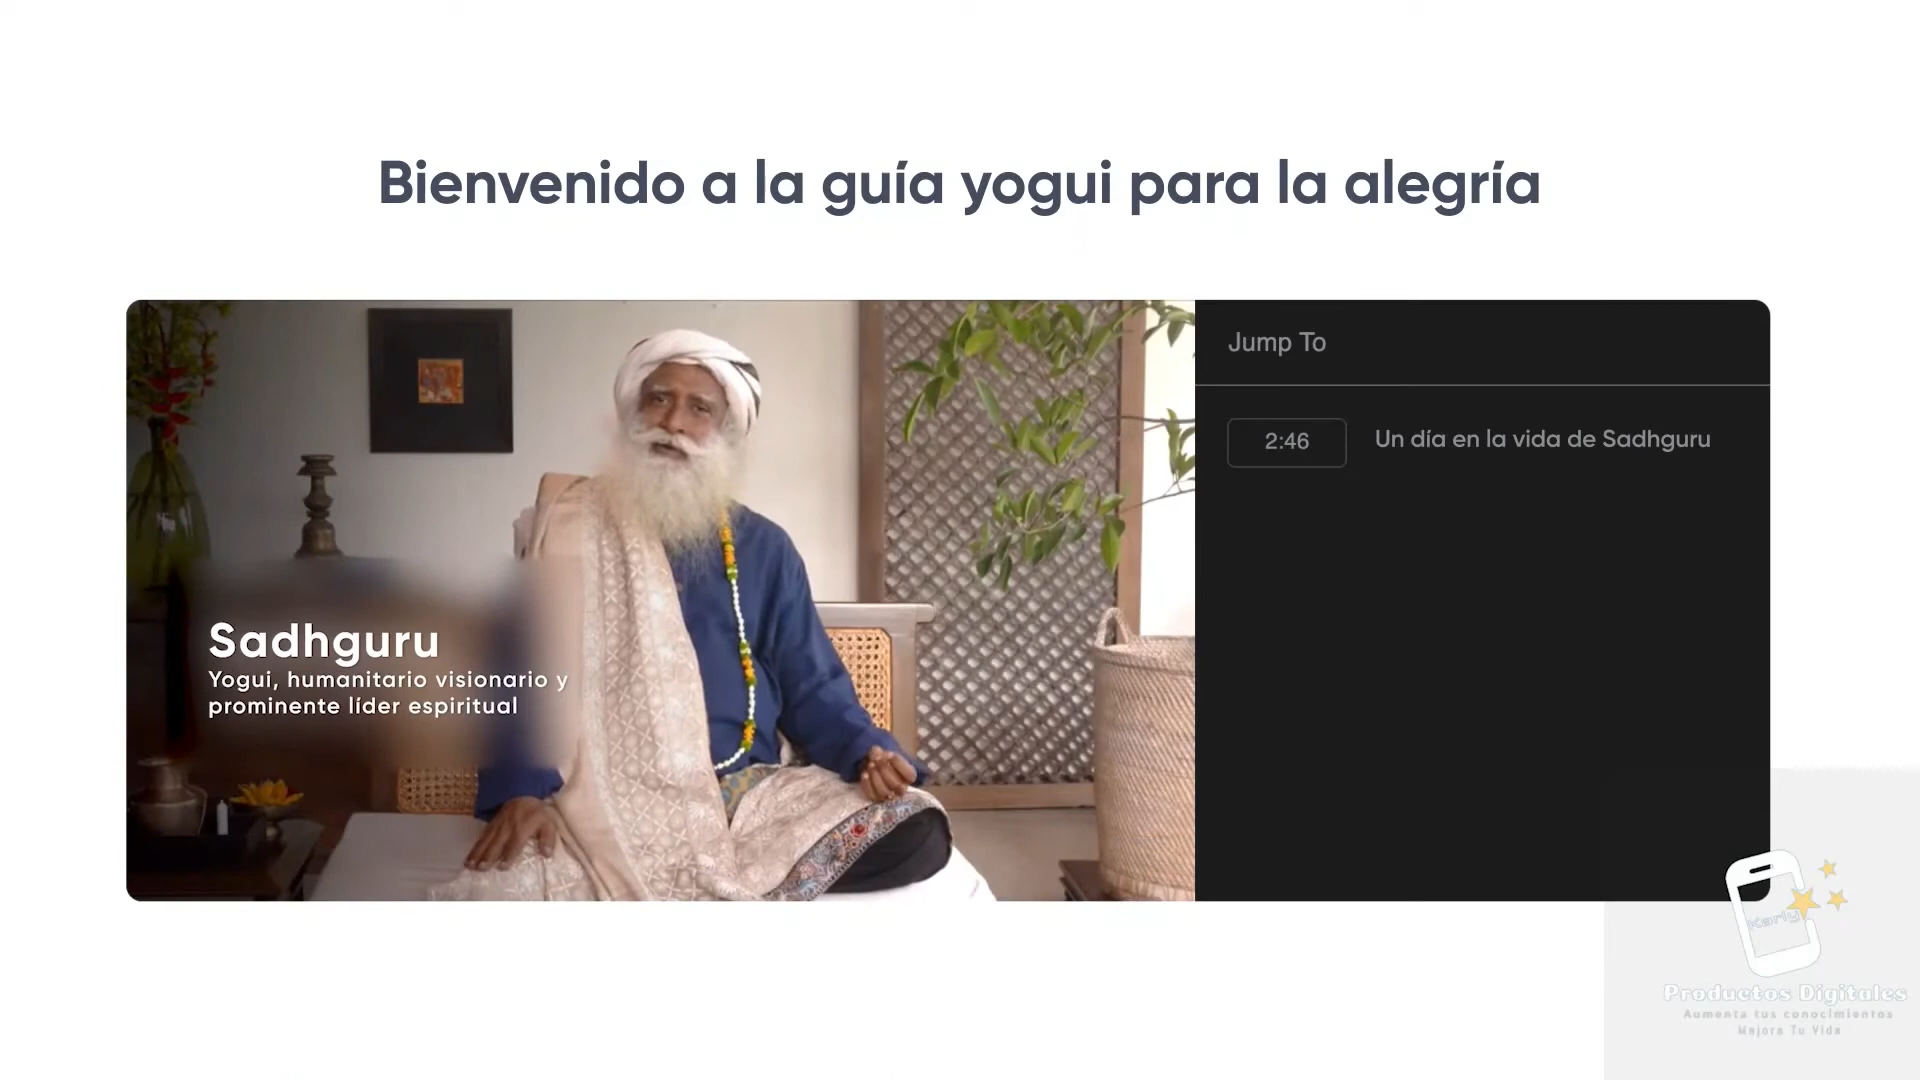 Bienvenido a la guía yogui para la alegría
Sadhguru
Yogui, humanitario visionario y
prominente líder espiritual
Jump To
2:46 Un día en la vida de Sadhguru
Karly
Productos Digitales
Aumenta tus conocimientos
Mejora Tu Vida